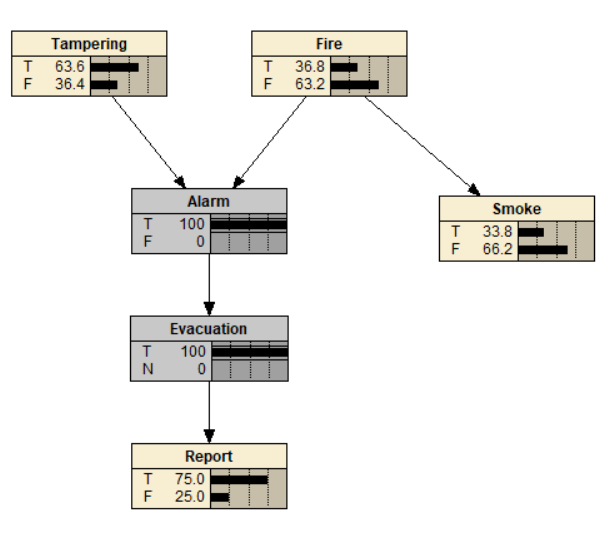 Tampering
T 63.6
F 36.4
Fire
T 36.8
F 63.2
Alarm
T 100
F 0
Smoke
T 33.8
F 66.2
Evacuation
T 100
N 0
Report
T 75.0
F 25.0